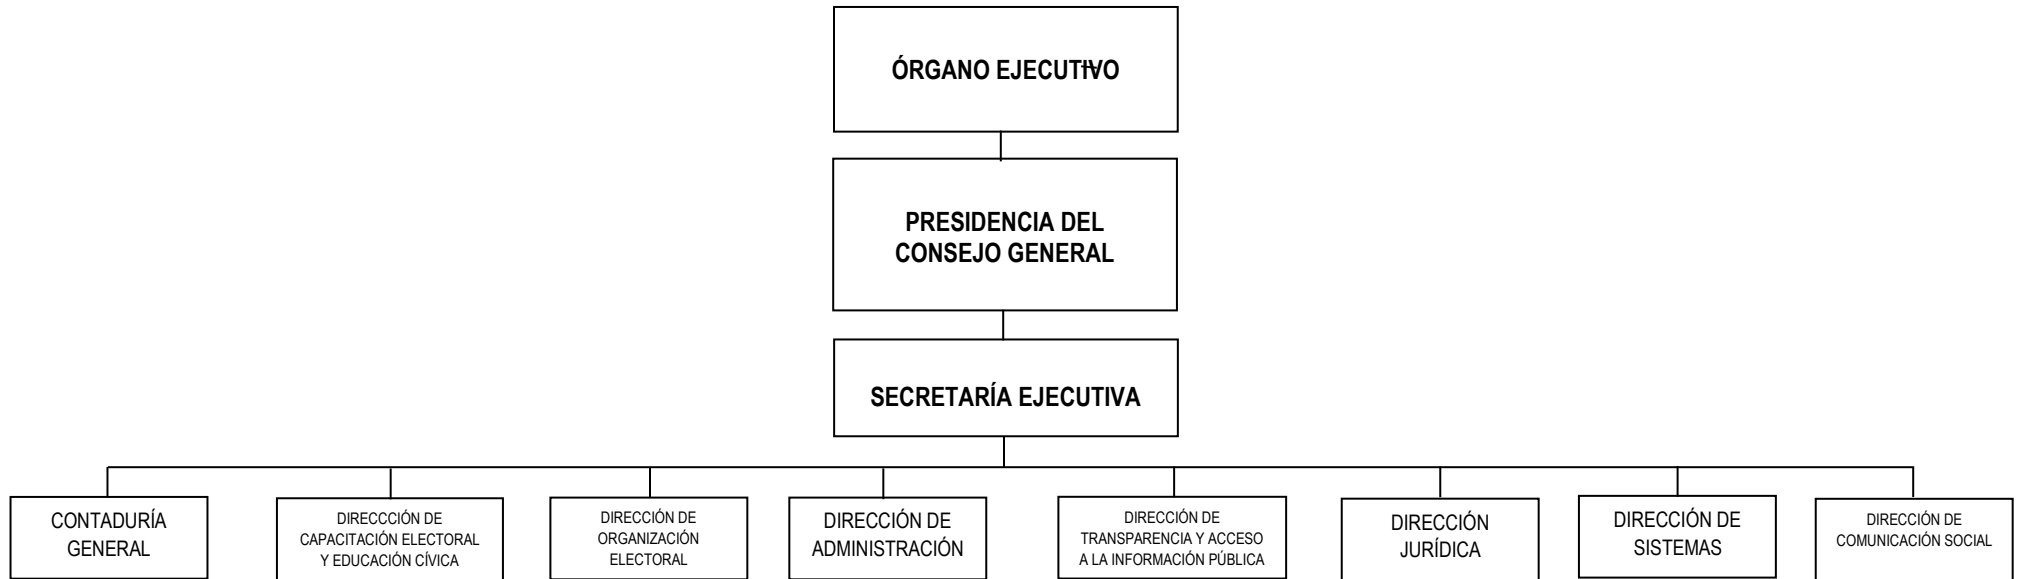 ÓRGANO EJECUTIVO
PRESIDENCIA DEL
CONSEJO GENERAL
SECRETARÍA EJECUTIVA
CONTADURÍA
GENERAL
DIRECCCIÓN DE
CAPACITACIÓN ELECTORAL
Y EDUCACIÓN CÍVICA
DIRECCIÓN DE
ORGANIZACIÓN
ELECTORAL
DIRECCIÓN DE
ADMINISTRACIÓN
DIRECCIÓN DE
TRANSPARENCIA Y ACCESO
A LA INFORMACIÓN PÚBLICA
DIRECCIÓN
JURÍDICA
DIRECCIÓN DE
SISTEMAS
DIRECCIÓN DE
COMUNICACIÓN SOCIAL